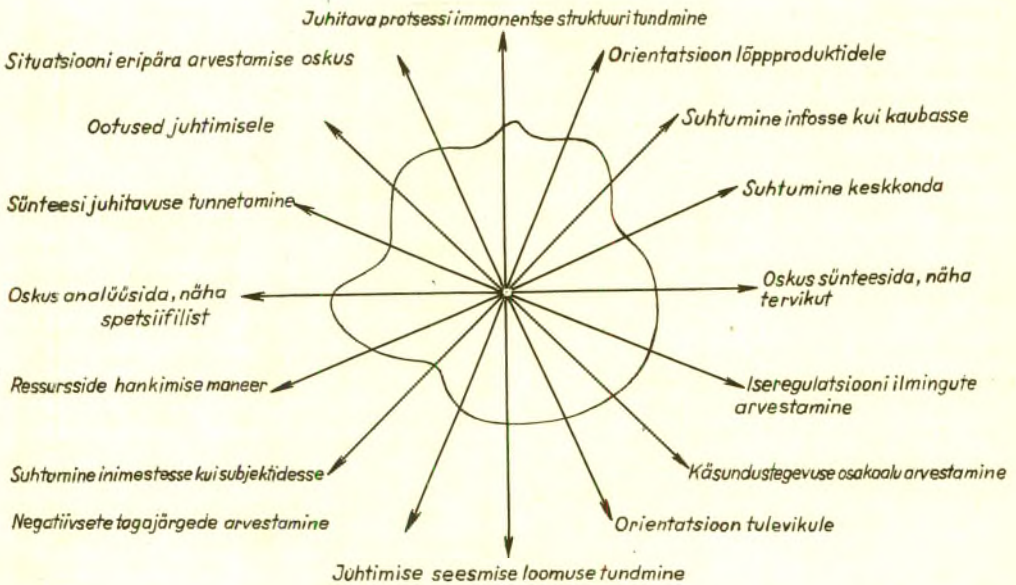 Juhitava protsessi immanentse struktuuri tundmine
Situatsiooni eripära arvestamise oskus
Orientatsioon lõppproduktidele
Ootused juhtimisele
Suhtumine infosse kui kaubasse
Sünteesi juhitavuse tunnetamine
Suhtumine keskkonda
Oskus analüüsida, näha
spetsiifilist
Oskus sünteesida, näha
tervikut
Ressursside hankimise maneer
Iseregulatsiooni ilmingute
arvestamine
Suhtumine inimestesse kui subjektidesse
Käsundustegevuse osakaalu arvestamine
Negatiivsete tagajärgede arvestamine
Orientatsioon tulevikule
Juhtimise seesmise loomuse tundmine